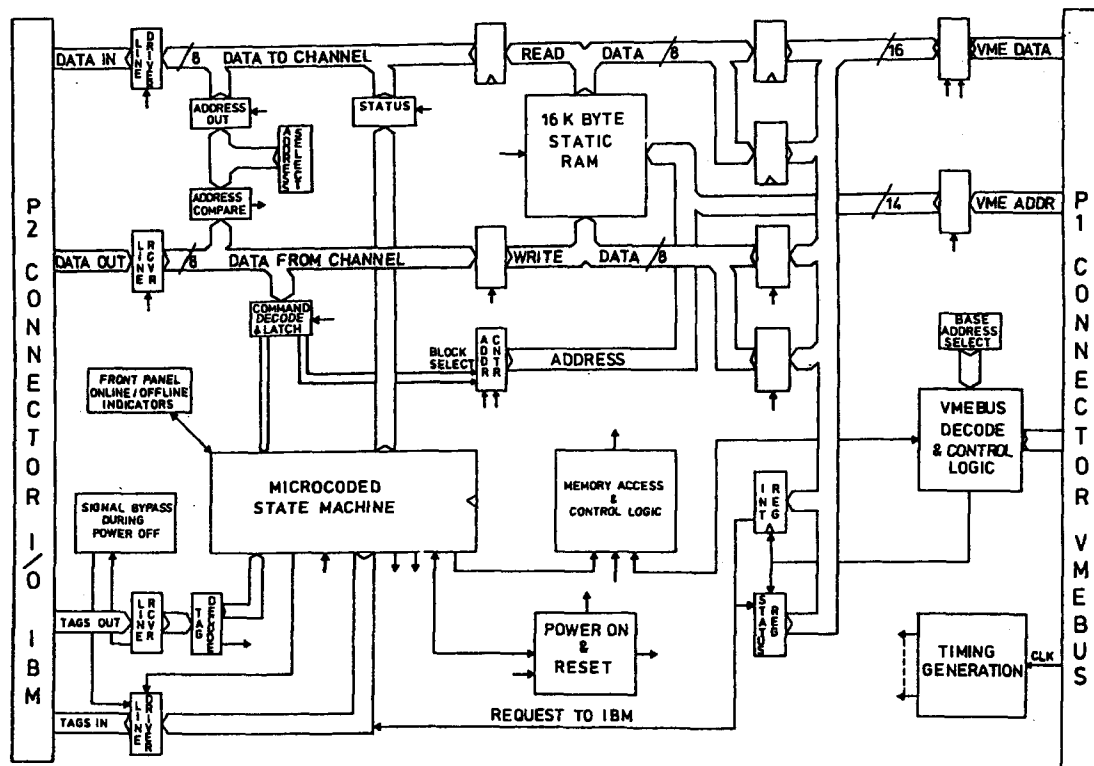 P2 CONNECTOR I/O IBM
DATA IN
LINE DRIVER
8
DATA TO CHANNEL
READ DATA
8
16
VME DATA
ADDRESS OUT
STATUS
ADDRESS SELECT
16 K BYTE STATIC RAM
ADDRESS COMPARE
14
VME ADDR
DATA OUT
LINE RCVR
8
DATA FROM CHANNEL
WRITE DATA
8
COMMAND DECODE & LATCH
BLOCK SELECT
ADDR CNTR
ADDRESS
BASE ADDRESS SELECT
FRONT PANEL ONLINE/OFFLINE INDICATORS
VMEBUS DECODE & CONTROL LOGIC
MICROCODED STATE MACHINE
MEMORY ACCESS & CONTROL LOGIC
INT REG
SIGNAL BYPASS DURING POWER OFF
TAGS OUT
LINE RCVR
TAG DECODE
STATUS REG
POWER ON & RESET
TIMING GENERATION
CLK
TAGS IN
LINE DRIVER
REQUEST TO IBM
P1 CONNECTOR VMEBUS